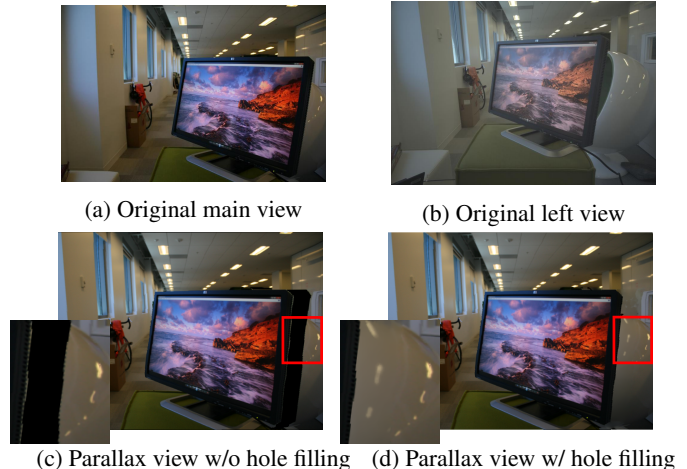 (a) Original main view
(b) Original left view
(c) Parallax view w/o hole filling
(d) Parallax view w/ hole filling